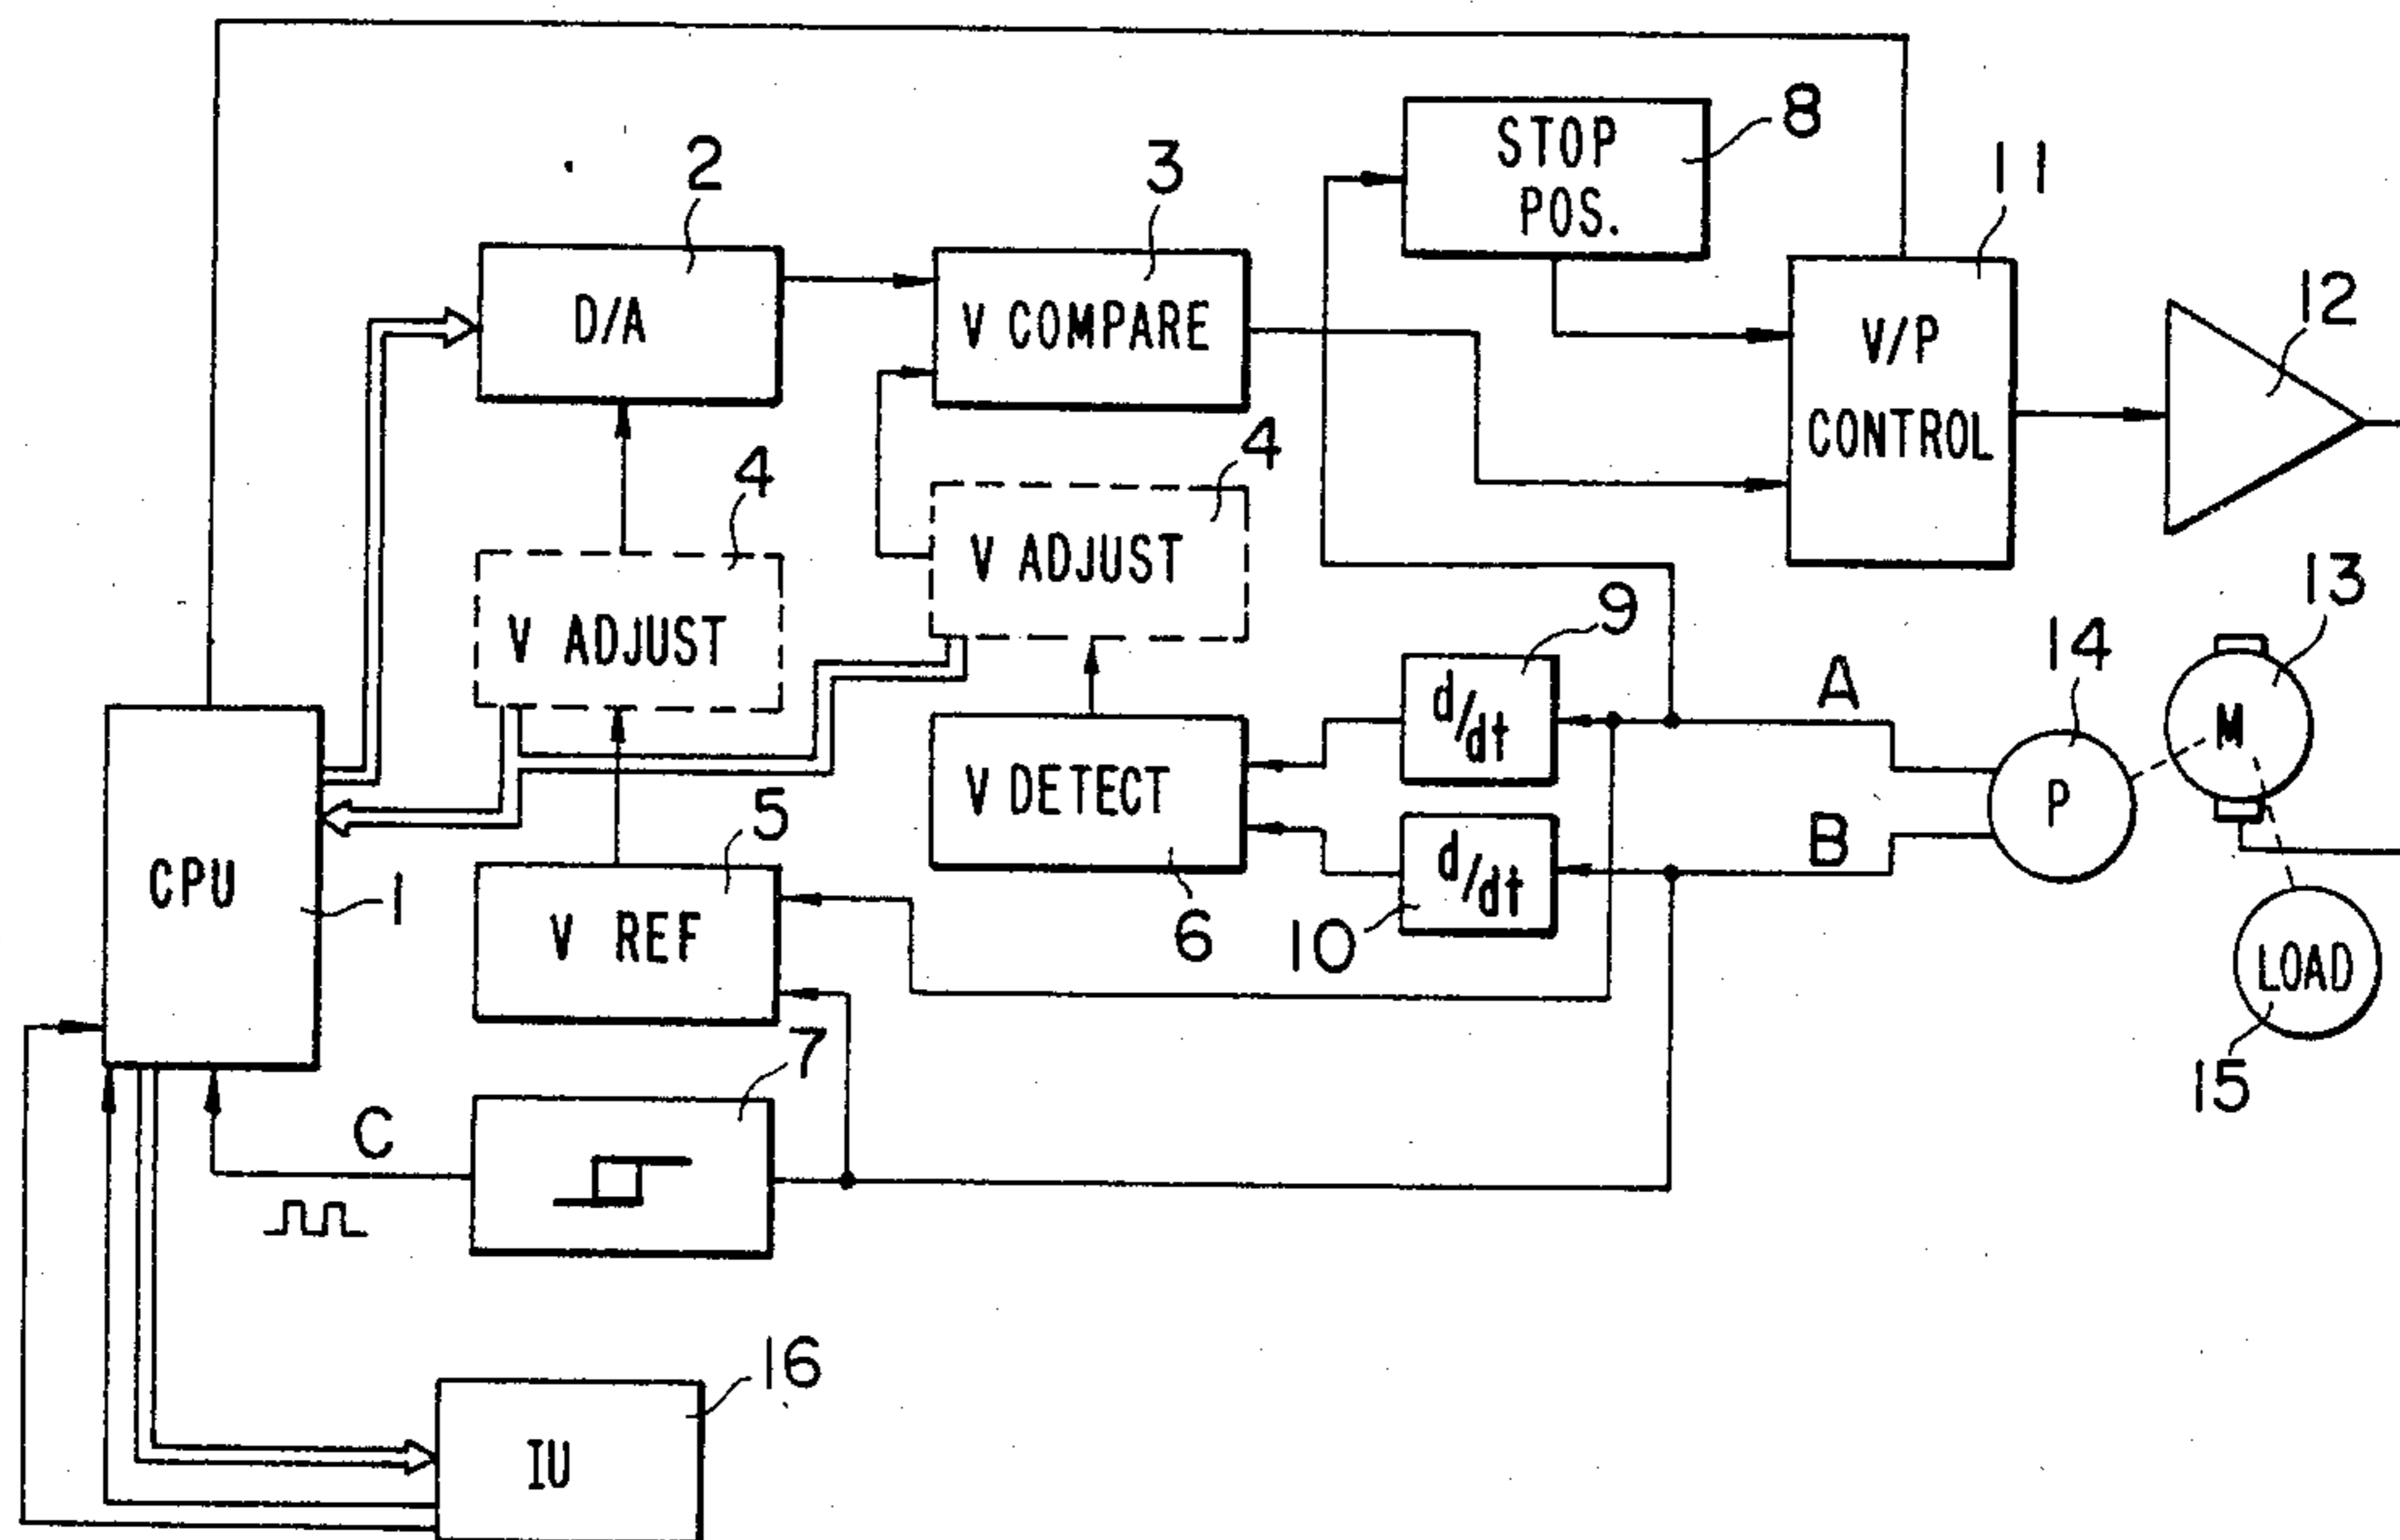 8
STOP
POS.
2
3
11
D/A
V COMPARE
V/P
CONTROL
12
4
V ADJUST
4
V ADJUST
9
d/dt
A
14
P
13
M
CPU
1
5
V REF
V DETECT
6
d/dt
10
B
LOAD
15
7
C
16
IU